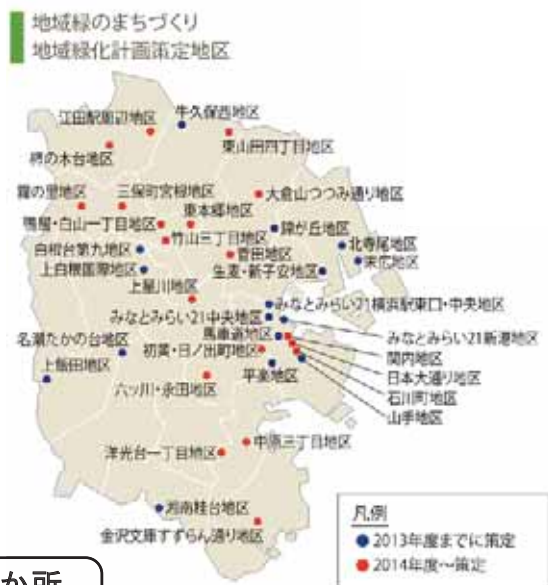 地域緑のまちづくり
地域緑化計画策定地区
江田駅周辺地区
牛久保西地区
東山田四丁目地区
柿の木台地区
霧の里地区
三保町宮根地区
大倉山つつみ通り地区
東本郷地区
鴨居・白山一丁目地区
竹山三丁目地区
錦が丘地区
北寺尾地区
白根台第九地区
菅田地区
末広地区
上白根国際地区
生麦・新子安地区
上星川地区
みなとみらい21横浜駅東口・中央地区
みなとみらい21中央地区
みなとみらい21新港地区
名瀬たかの台地区
馬車道地区
関内地区
初黄・日ノ出町地区
日本大通り地区
上飯田地区
平楽地区
石川町地区
六ッ川・永田地区
山手地区
中原三丁目地区
洋光台一丁目地区
湘南桂台地区
金沢文庫すずらん通り地区
凡例
2013年度までに策定
2014年度～策定
か所